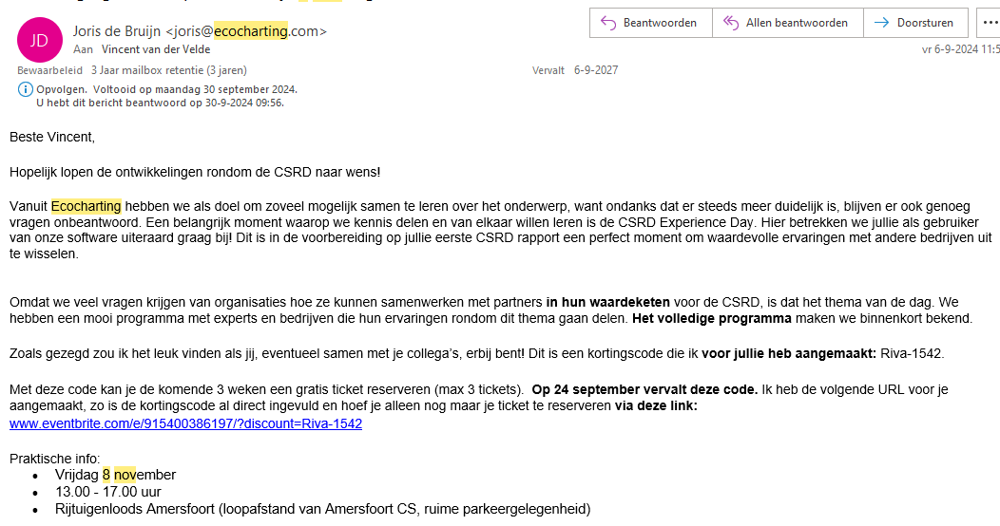 JD
Joris de Bruijn <joris@ecocharting.com>
Aan Vincent van der Velde
Beantwoorden
Allen beantwoorden
Doorsturen
vr 6-9-2024
Bewaarbeleid 3 Jaar mailbox retentie (3 jaren)
Vervalt 6-9-2027
Opvolgen. Voltooid op maandag 30 september 2024.
U hebt dit bericht beantwoord op 30-9-2024 09:56.
Beste Vincent,
Hopelijk lopen de ontwikkelingen rondom de CSRD naar wens!
Vanuit Ecocharting hebben we als doel om zoveel mogelijk samen te leren over het onderwerp, want ondanks dat er steeds meer duidelijk is, blijven er ook genoeg
vragen onbeantwoord. Een belangrijk moment waarop we kennis delen en van elkaar willen leren is de CSRD Experience Day. Hier betrekken we jullie als gebruiker
van onze software uiteraard graag bij! Dit is in de voorbereiding op jullie eerste CSRD rapport een perfect moment om waardevolle ervaringen met andere bedrijven uit
te wisselen.
Omdat we veel vragen krijgen van organisaties hoe ze kunnen samenwerken met partners in hun waardeketen voor de CSRD, is dat het thema van de dag. We
hebben een mooi programma met experts en bedrijven die hun ervaringen rondom dit thema gaan delen. Het volledige programma maken we binnenkort bekend.
Zoals gezegd zou ik het leuk vinden als jij, eventueel samen met je collega's, erbij bent! Dit is een kortingscode die ik voor jullie heb aangemaakt: Riva-1542.
Met deze code kan je de komende 3 weken een gratis ticket reserveren (max 3 tickets). Op 24 september vervalt deze code. Ik heb de volgende URL voor je
aangemaakt, zo is de kortingscode al direct ingevuld en hoef je alleen nog maar je ticket te reserveren via deze link:
www.eventbrite.com/e/915400386197/?discount=Riva-1542
Praktische info:
• Vrijdag 8 november
• 13.00 - 17.00 uur
• Rijtuigenloods Amersfoort (loopafstand van Amersfoort CS, ruime parkeergelegenheid)